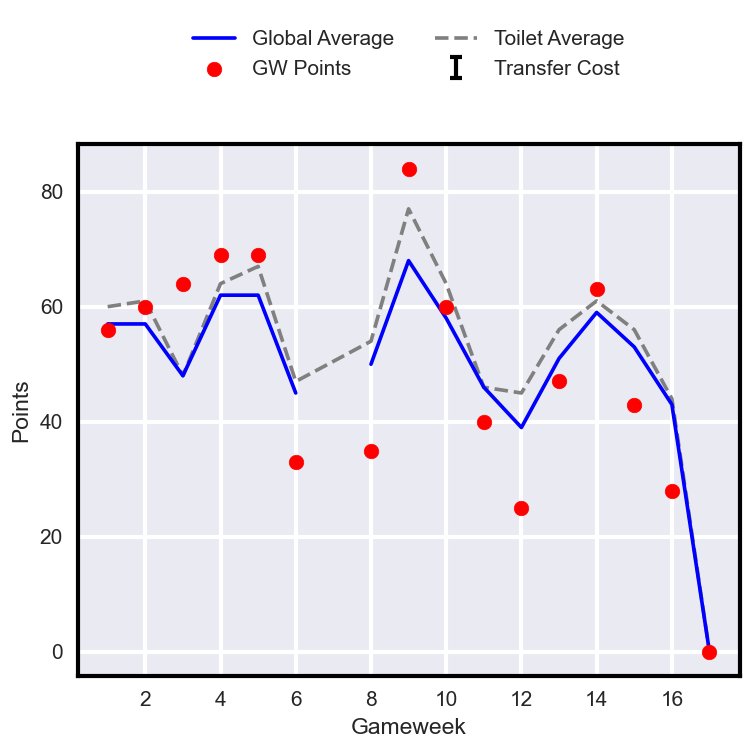 Global Average
Toilet Average
GW Points
Transfer Cost
80
60
40
20
0
Points
2 4 6 8 10 12 14 16
Gameweek